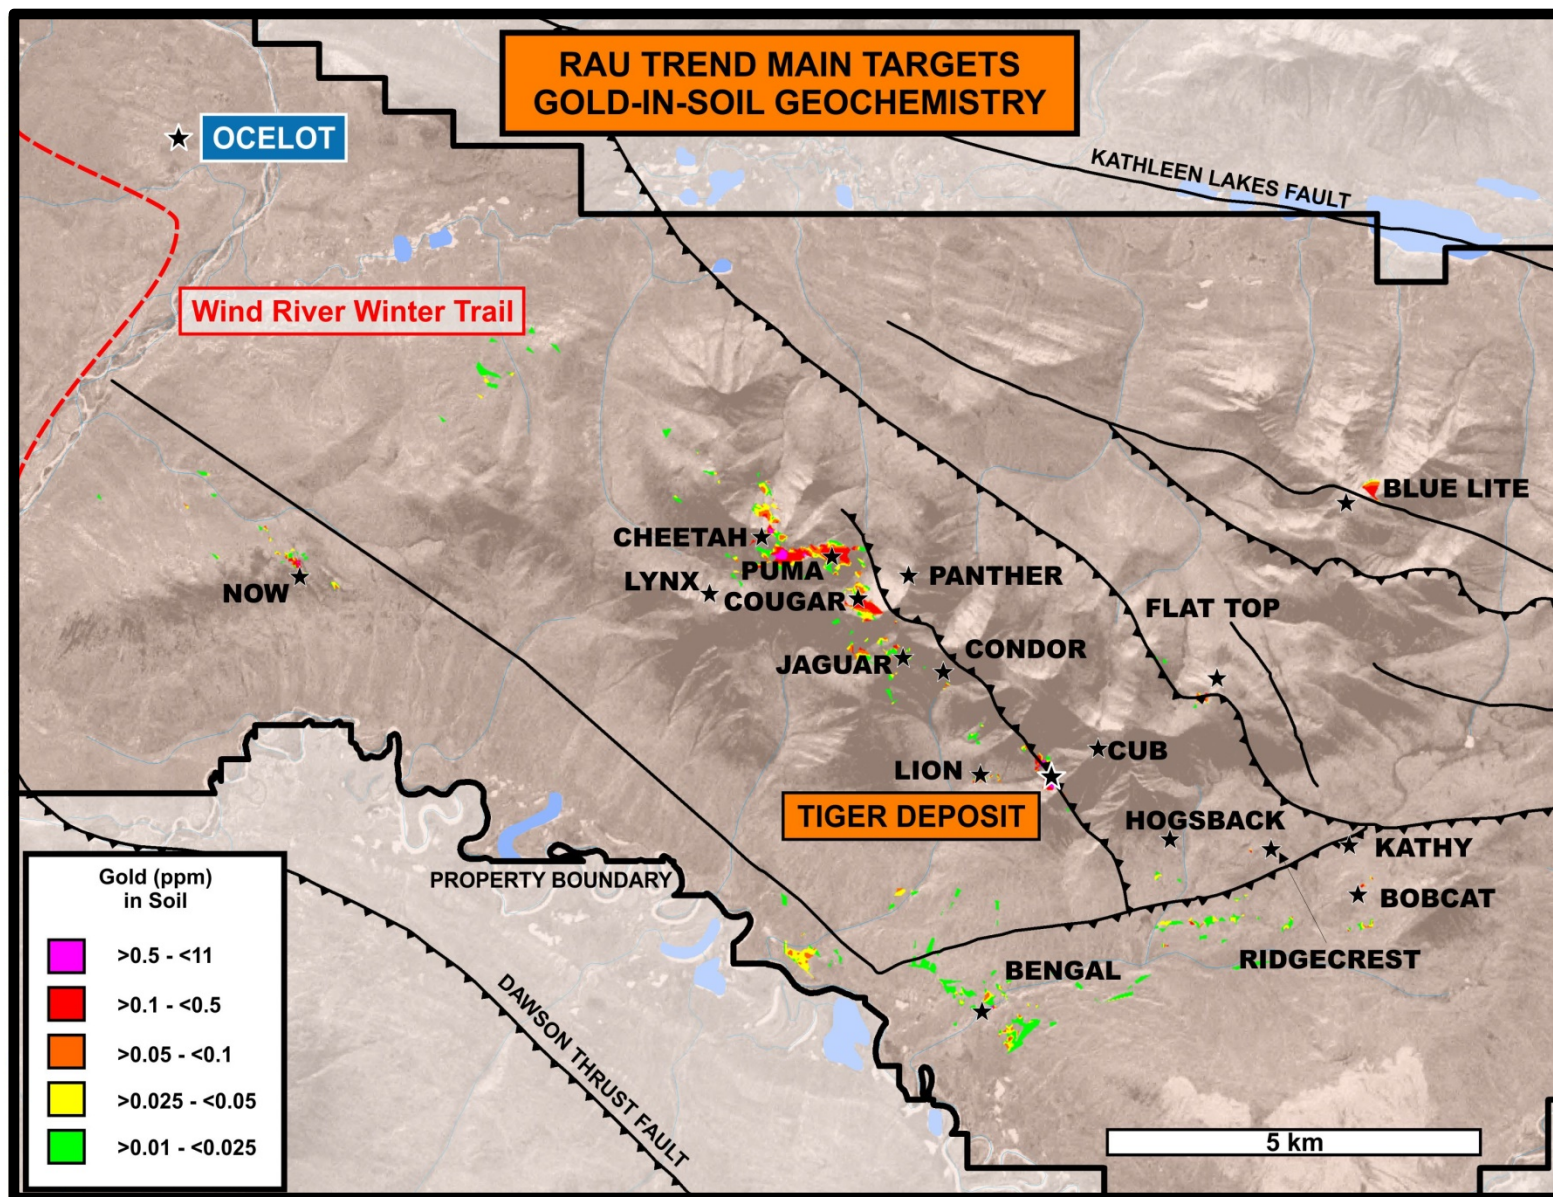 RAU TREND MAIN TARGETS
GOLD-IN-SOIL GEOCHEMISTRY
OCELOT
KATHLEEN LAKES FAULT
Wind River Winter Trail
BLUE LITE
CHEETAH
PUMA
PANTHER
LYNX
COUGAR
NOW
FLAT TOP
CONDOR
JAGUAR
CUB
LION
TIGER DEPOSIT
HOGSBACK
KATHY
PROPERTY BOUNDARY
BOBCAT
RIDGECREST
BENGAL
DAWSON THRUST FAULT
Gold (ppm)
in Soil
>0.5 - <11
>0.1 - <0.5
>0.05 - <0.1
>0.025 - <0.05
>0.01 - <0.025
5 km